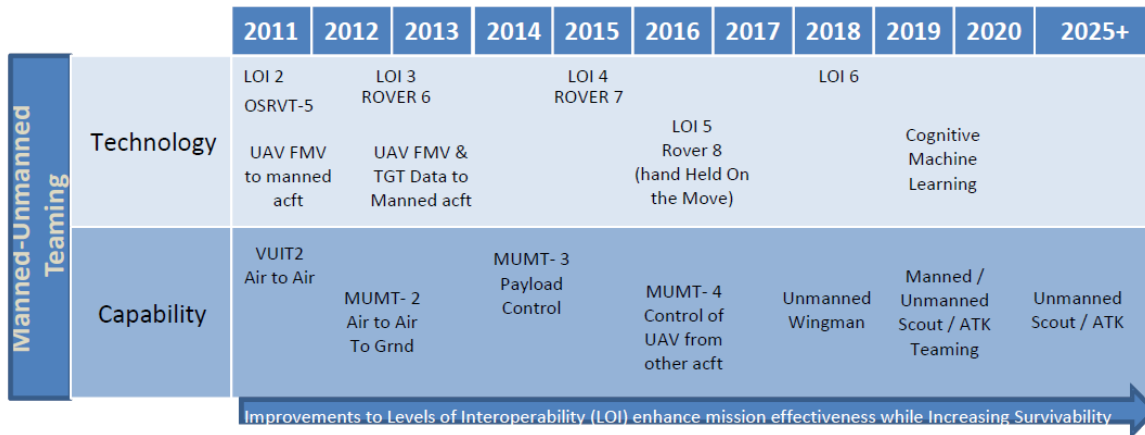 2011 2012 2013 2014 2015 2016 2017 2018 2019 2020 2025+
Manned-Unmanned
Teaming
Technology
LOI 2
OSRVT-5
UAV FMV
to manned
acft
LOI 3
ROVER 6
UAV FMV &
TGT Data to
Manned acft
LOI 4
ROVER 7
LOI 5
Rover 8
(hand Held On
the Move)
LOI 6
Cognitive
Machine
Learning
Capability
VUIT2
Air to Air
MUMT- 2
Air to Air
To Grnd
MUMT- 3
Payload
Control
MUMT- 4
Control of
UAV from
other acft
Unmanned
Wingman
Manned /
Unmanned
Scout / ATK
Teaming
Unmanned
Scout / ATK
Improvements to Levels of Interoperability (LOI) enhance mission effectiveness while Increasing Survivability